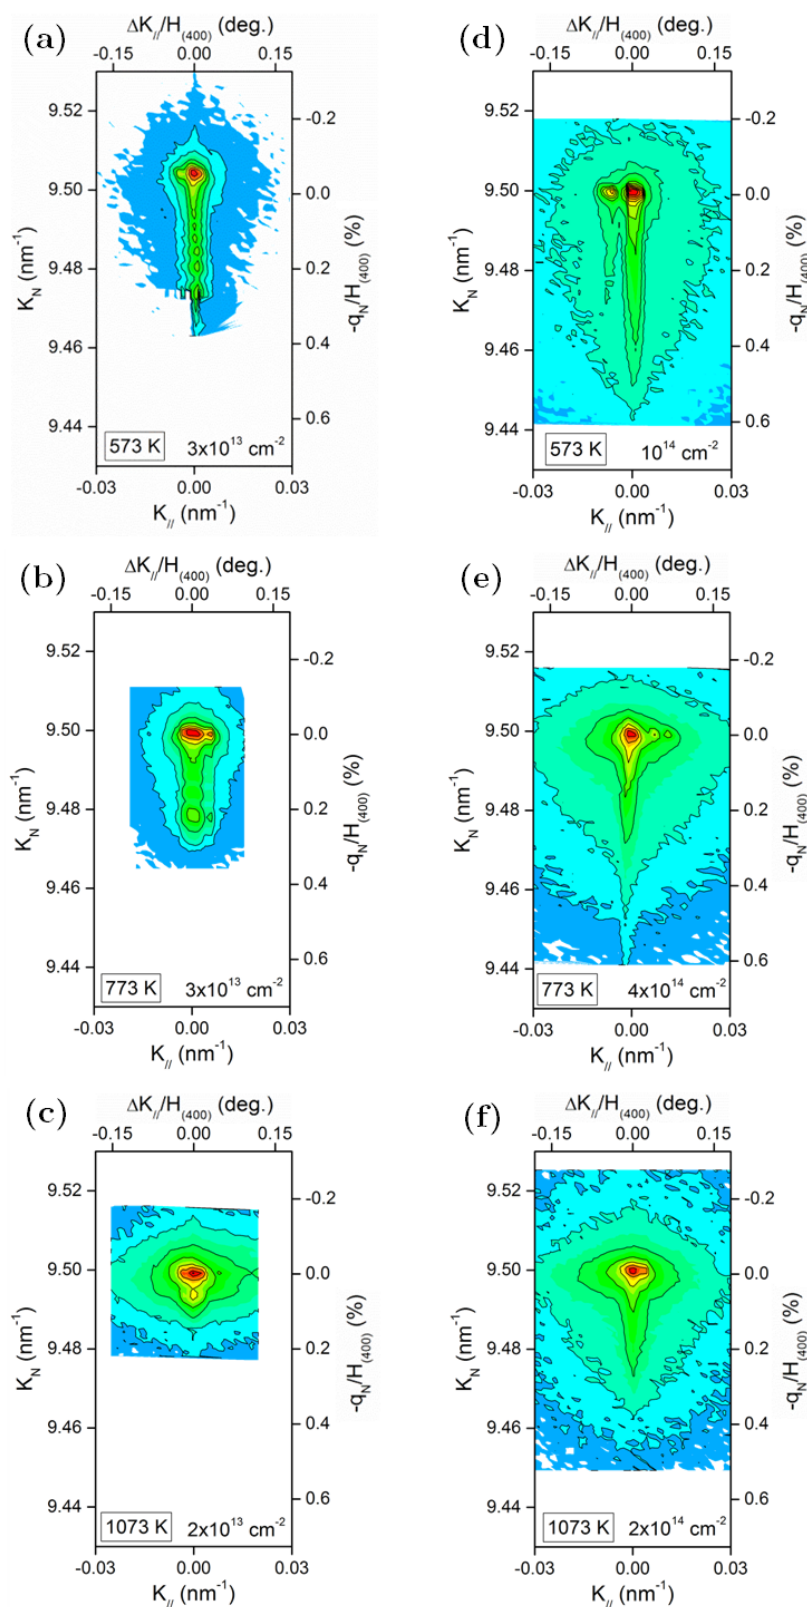 (a)
ΔK//​/H(400) (deg.)
-0.15 0.00 0.15
9.52
9.50
9.48
9.46
9.44
KN (nm-1)
-0.2
0.0
0.2
0.4
0.6
-qN/H(400) (%)
573 K 3x10^13 cm-2
-0.03 0.00 0.03
K// (nm-1)
(d)
ΔK///H(400) (deg.)
-0.15 0.00 0.15
9.52
9.50
9.48
9.46
9.44
KN (nm-1)
-0.2
0.0
0.2
0.4
0.6
-qN/H(400) (%)
573 K 10^14 cm-2
-0.03 0.00 0.03
K// (nm-1)
(b)
ΔK///H(400) (deg.)
-0.15 0.00 0.15
9.52
9.50
9.48
9.46
9.44
KN (nm-1)
-0.2
0.0
0.2
0.4
0.6
-qN/H(400) (%)
773 K 3x10^13 cm-2
-0.03 0.00 0.03
K// (nm-1)
(e)
ΔK///H(400) (deg.)
-0.15 0.00 0.15
9.52
9.50
9.48
9.46
9.44
KN (nm-1)
-0.2
0.0
0.2
0.4
0.6
-qN/H(400) (%)
773 K 4x10^14 cm-2
-0.03 0.00 0.03
K// (nm-1)
(c)
ΔK///H(400) (deg.)
-0.15 0.00 0.15
9.52
9.50
9.48
9.46
9.44
KN (nm-1)
-0.2
0.0
0.2
0.4
0.6
-qN/H(400) (%)
1073 K 2x10^13 cm-2
-0.03 0.00 0.03
K// (nm-1)
(f)
ΔK///H(400) (deg.)
-0.15 0.00 0.15
9.52
9.50
9.48
9.46
9.44
KN (nm-1)
-0.2
0.0
0.2
0.4
0.6
-qN/H(400) (%)
1073 K 2x10^14 cm-2
-0.03 0.00 0.03
K// (nm-1)